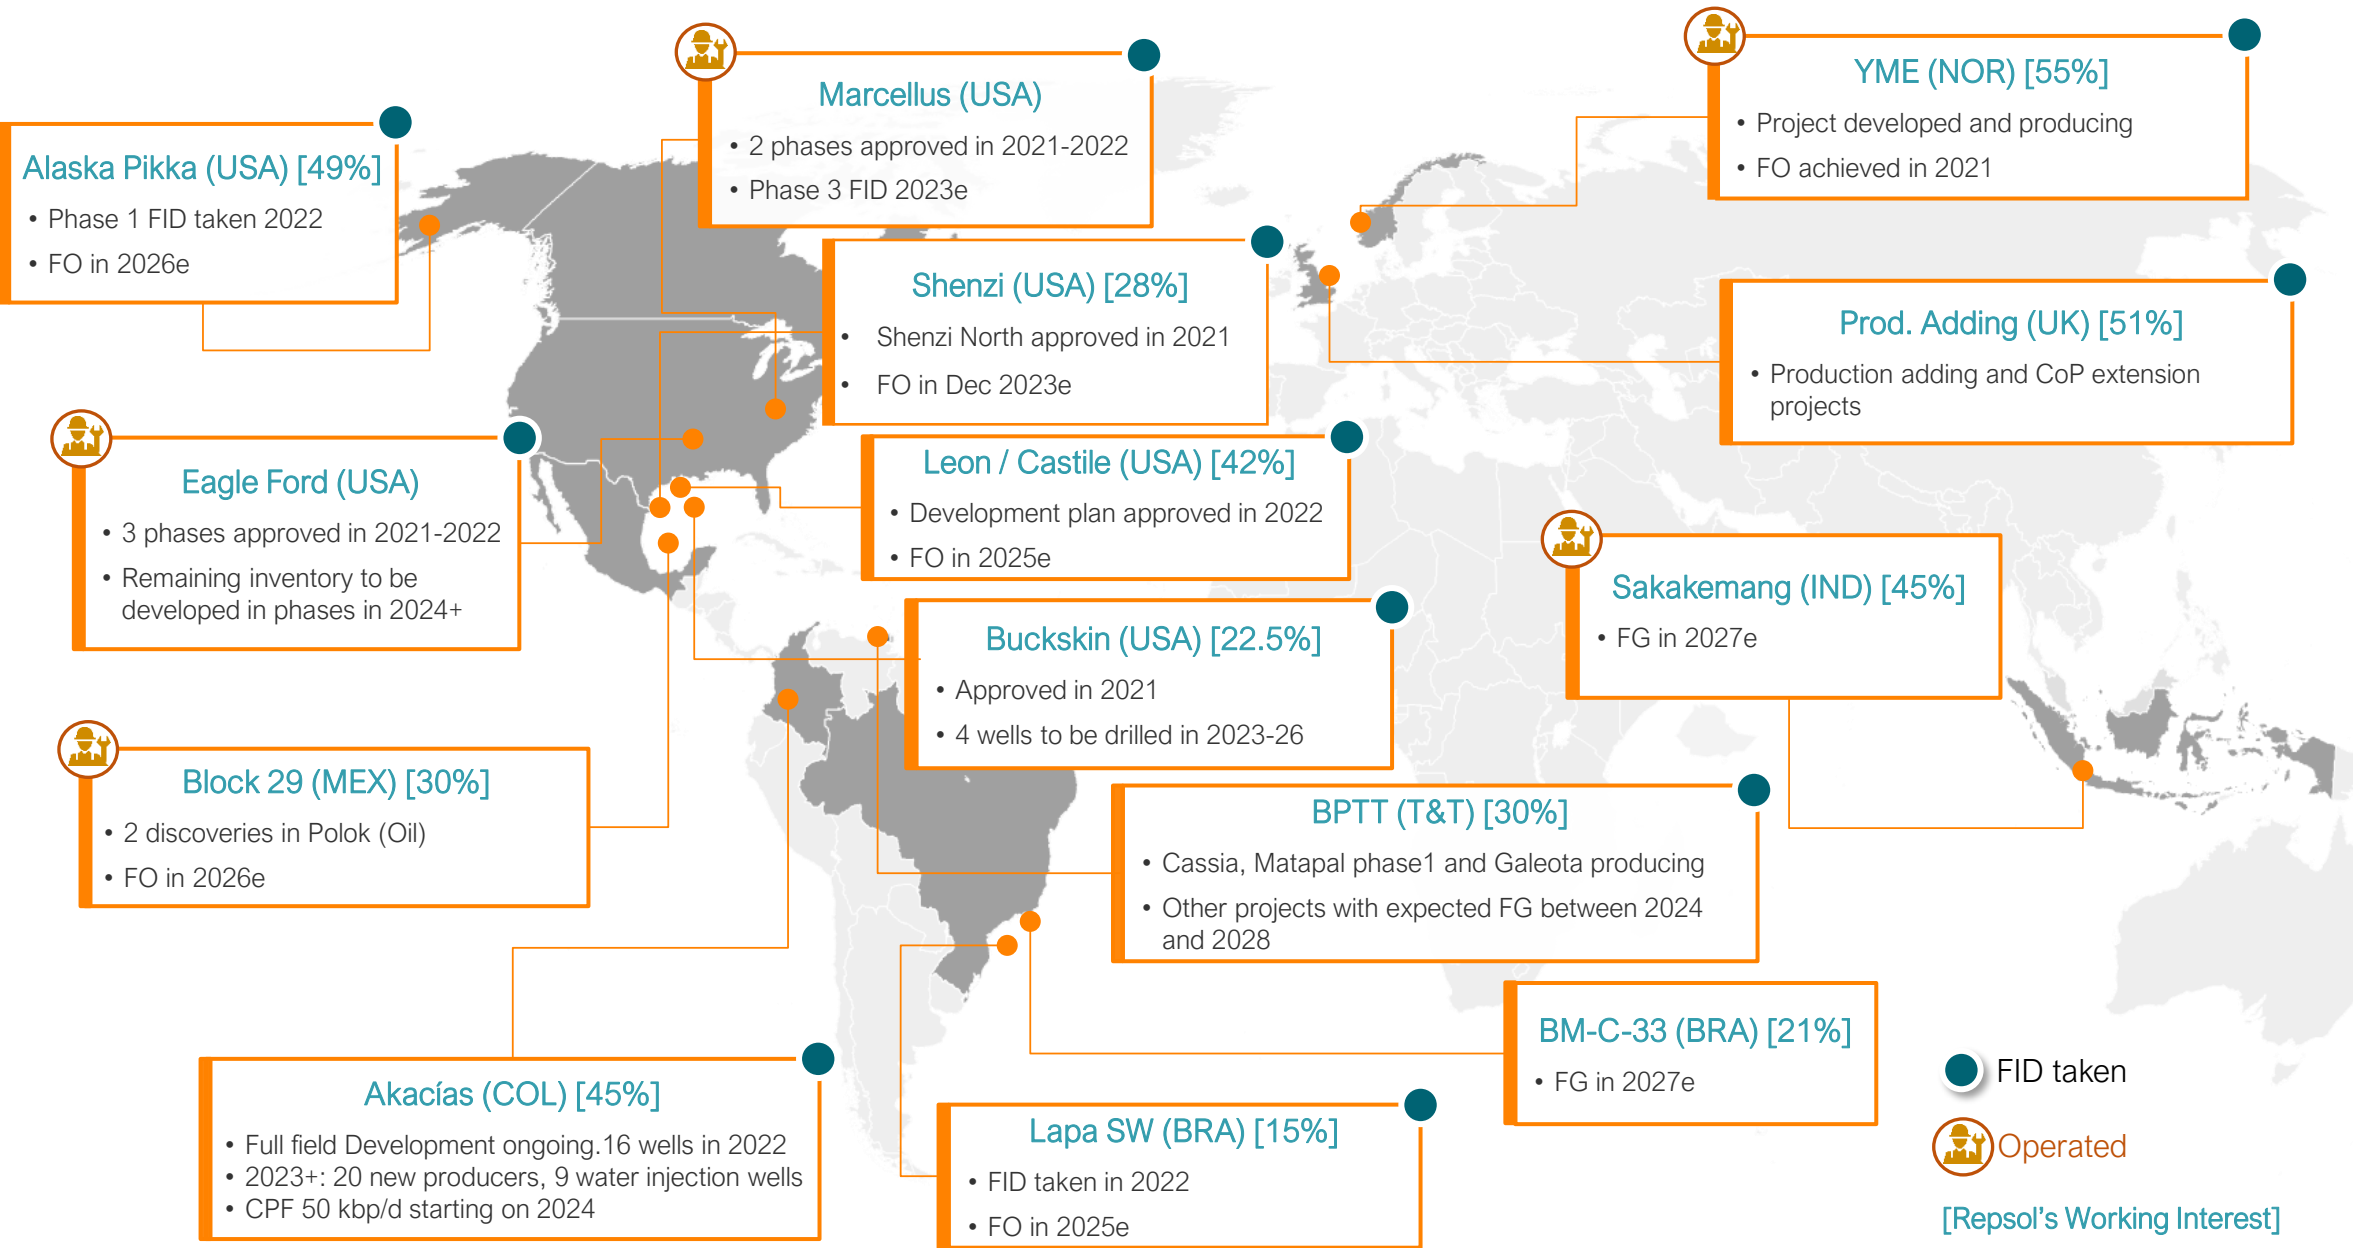 Alaska Pikka (USA) [49%]
• Phase 1 FID taken 2022
• FO in 2026e
Marcellus (USA)
• 2 phases approved in 2021-2022
• Phase 3 FID 2023e
YME (NOR) [55%]
• Project developed and producing
• FO achieved in 2021
Shenzi (USA) [28%]
• Shenzi North approved in 2021
• FO in Dec 2023e
Prod. Adding (UK) [51%]
• Production adding and CoP extension
projects
Eagle Ford (USA)
• 3 phases approved in 2021-2022
• Remaining inventory to be
developed in phases in 2024+
Leon / Castile (USA) [42%]
• Development plan approved in 2022
• FO in 2025e
Sakakemang (IND) [45%]
• FG in 2027e
Buckskin (USA) [22.5%]
• Approved in 2021
• 4 wells to be drilled in 2023-26
Block 29 (MEX) [30%]
• 2 discoveries in Polok (Oil)
• FO in 2026e
BPTT (T&T) [30%]
• Cassia, Matapal phase1 and Galeota producing
• Other projects with expected FG between 2024
and 2028
BM-C-33 (BRA) [21%]
• FG in 2027e
Akacías (COL) [45%]
• Full field Development ongoing.16 wells in 2022
• 2023+: 20 new producers, 9 water injection wells
• CPF 50 kbp/d starting on 2024
Lapa SW (BRA) [15%]
• FID taken in 2022
• FO in 2025e
FID taken
Operated
[Repsol's Working Interest]